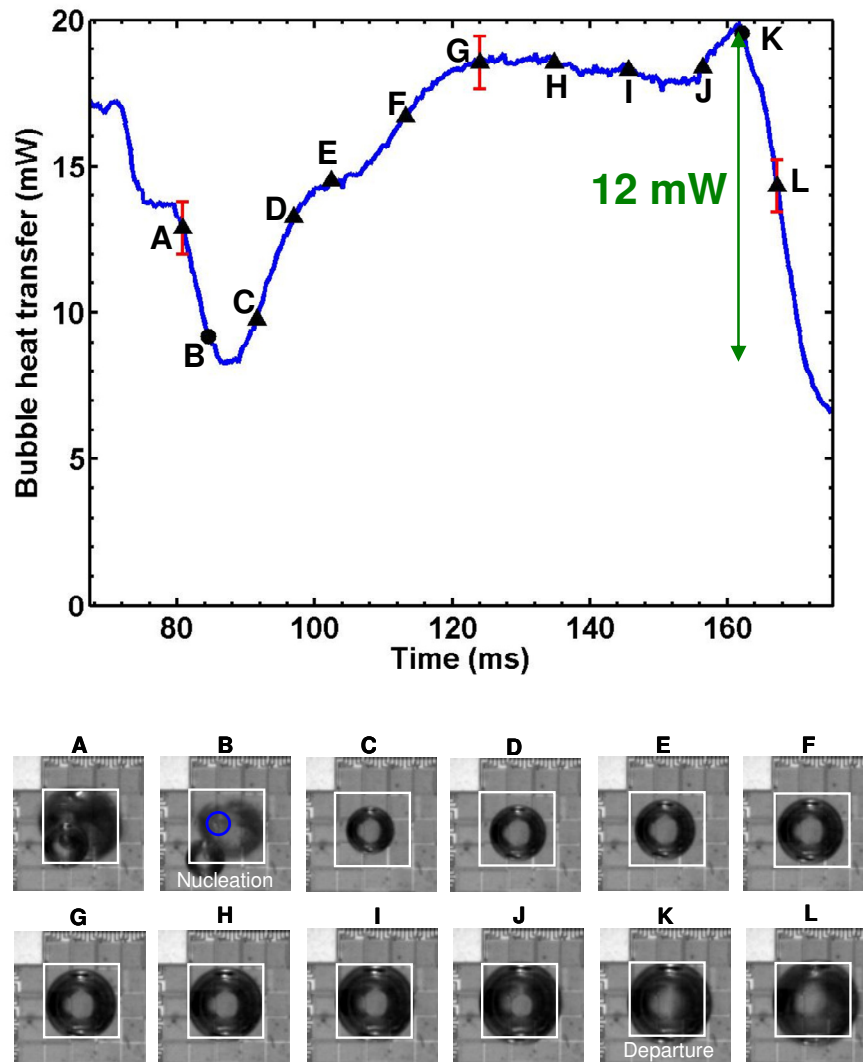 20
15
10
5
0
Bubble heat transfer (mW)
A
B
C
D
E
F
G
H
I
J
K
L
12 mW
80
100
120
140
160
Time (ms)
A B C D E F
Nucleation
G H I J K L
Departure